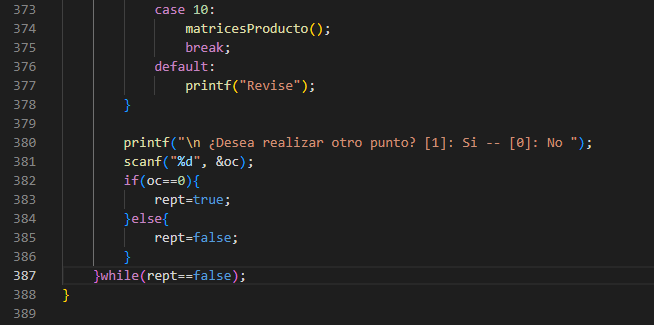 373 case 10:
374 matricesProducto();
375 break;
376 default:
377 printf("Revise");
378 }
379
380 printf("\n ¿Desea realizar otro punto? [1]: Si -- [0]: No ");
381 scanf("%d", &oc);
382 if(oc==0){
383 rept=true;
384 }else{
385 rept=false;
386 }
387 }while(rept==false);
388 }
389